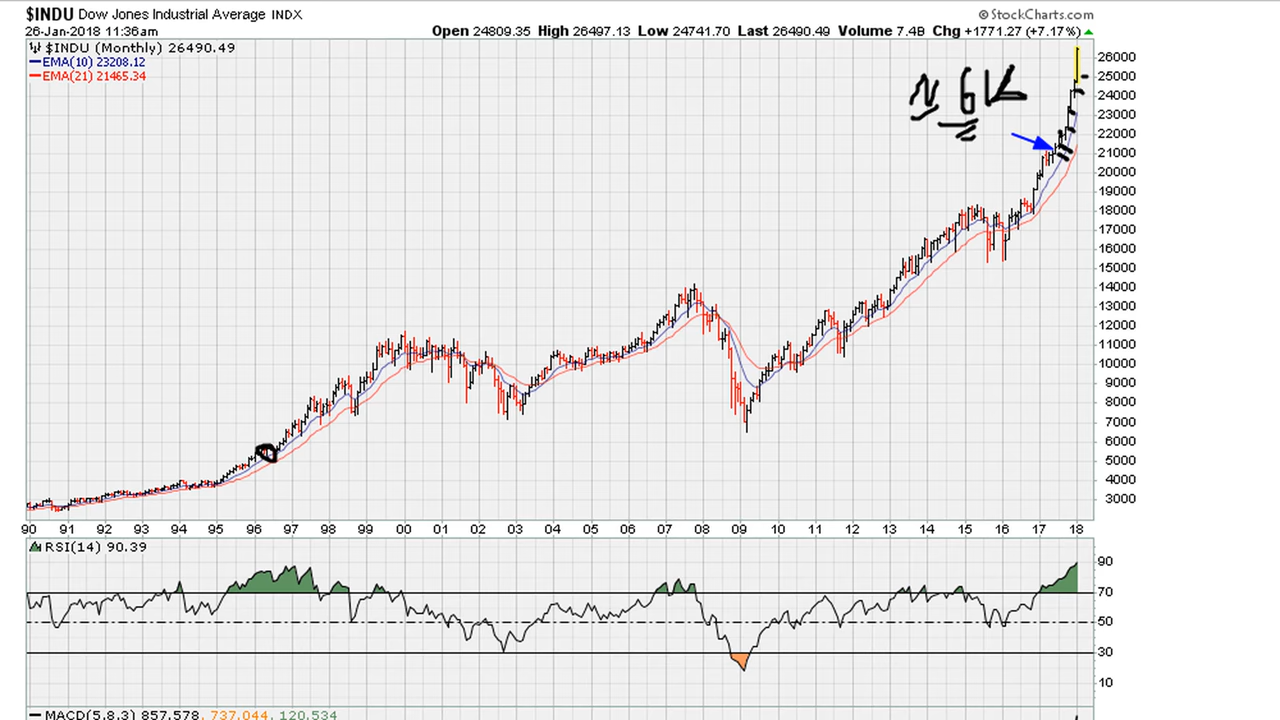 $INDU Dow Jones Industrial Average INDX
© StockCharts.com
26-Jan-2018 11:36am
Open 24809.35 High 26497.13 Low 24741.70 Last 26490.49 Volume 7.4B Chg +1771.27 (+7.17%)
$INDU (Monthly) 26490.49
EMA(10) 23208.12
EMA(21) 21465.34
~ 6K
26000
25000
24000
23000
22000
21000
20000
19000
18000
17000
16000
15000
14000
13000
12000
11000
10000
9000
8000
7000
6000
5000
4000
3000
90 91 92 93 94 95 96 97 98 99 00 01 02 03 04 05 06 07 08 09 10 11 12 13 14 15 16 17 18
RSI(14) 90.39
90
70
50
30
10
MACD(5,8,3) 857.578, 737.044, 120.534